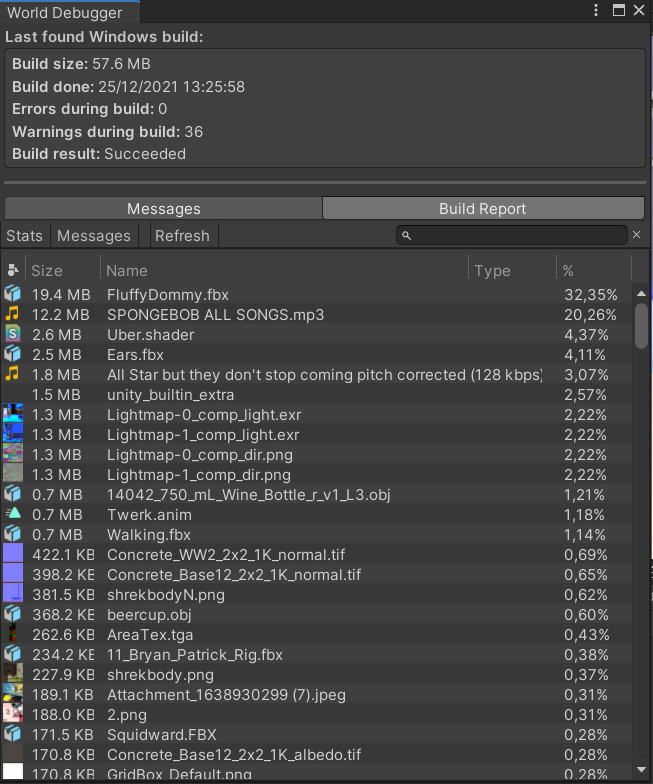 World Debugger
Last found Windows build:
Build size: 57.6 MB
Build done: 25/12/2021 13:25:58
Errors during build: 0
Warnings during build: 36
Build result: Succeeded
Messages Build Report
Stats Messages Refresh
Size Name Type %
19.4 MB FluffyDommy.fbx 32,35%
12.2 MB SPONGEBOB ALL SONGS.mp3 20,26%
2.6 MB Uber.shader 4,37%
2.5 MB Ears.fbx 4,11%
1.8 MB All Star but they don't stop coming pitch corrected (128 kbps) 3,07%
1.5 MB unity_builtin_extra 2,57%
1.3 MB Lightmap-0_comp_light.exr 2,22%
1.3 MB Lightmap-1_comp_light.exr 2,22%
1.3 MB Lightmap-0_comp_dir.png 2,22%
1.3 MB Lightmap-1_comp_dir.png 2,22%
0.7 MB 14042_750_mL_Wine_Bottle_r_v1_L3.obj 1,21%
0.7 MB Twerk.anim 1,18%
0.7 MB Walking.fbx 1,14%
422.1 KB Concrete_WW2_2x2_1K_normal.tif 0,69%
398.2 KB Concrete_Base12_2x2_1K_normal.tif 0,65%
381.5 KB shrekbodyN.png 0,62%
368.2 KB beercup.obj 0,60%
262.6 KB AreaTex.tga 0,43%
234.2 KB 11_Bryan_Patrick_Rig.fbx 0,38%
227.9 KB shrekbody.png 0,37%
189.1 KB Attachment_1638930299 (7).jpeg 0,31%
188.0 KB 2.png 0,31%
171.5 KB Squidward.FBX 0,28%
170.8 KB Concrete_Base12_2x2_1K_albedo.tif 0,28%
170.8 KB GridBox_Default.png 0,28%